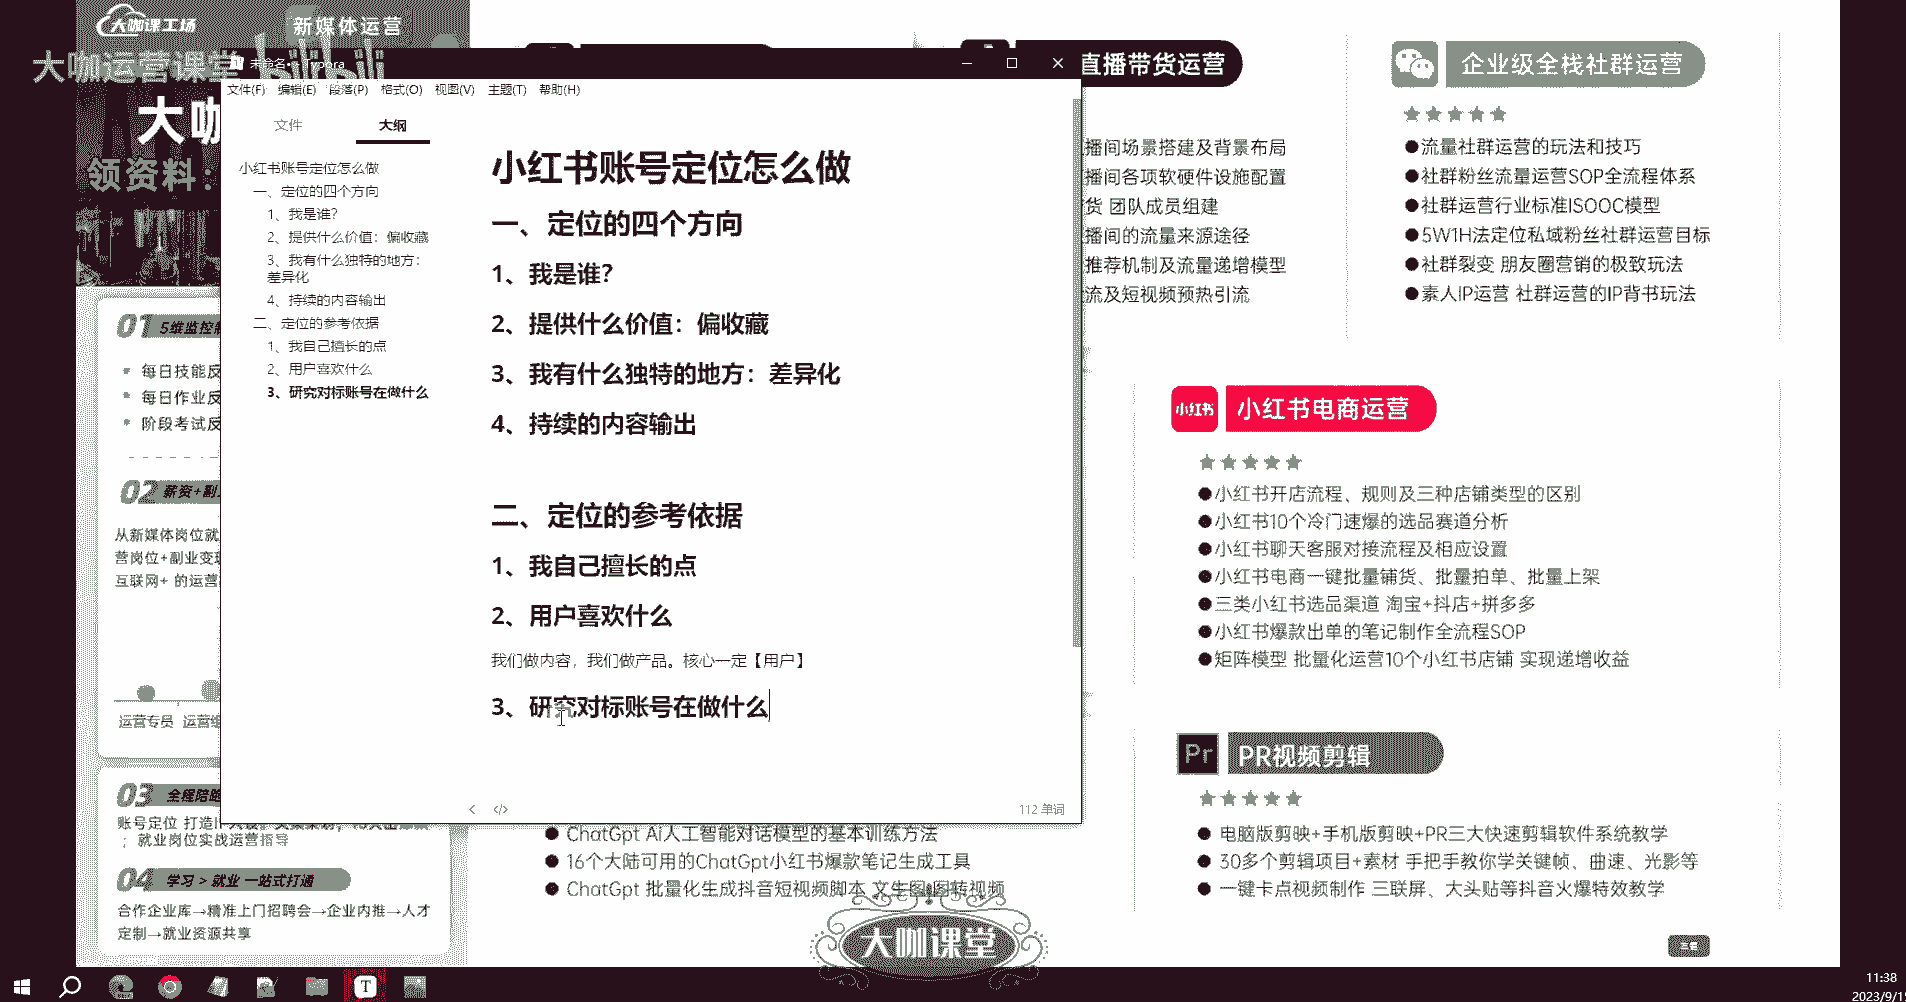 大咖课工场
新媒体运营
大咖运营课堂
bilibili
大咖
领资料：
未命名• - Typora
文件(F) 编辑(E) 段落(P) 格式(O) 视图(V) 主题(T) 帮助(H)
文件 大纲
小红书账号定位怎么做
一、定位的四个方向
1、我是谁？
2、提供什么价值：偏收藏
3、我有什么独特的地方：
差异化
4、持续的内容输出
二、定位的参考依据
1、我自己擅长的点
2、用户喜欢什么
3、研究对标账号在做什么
小红书账号定位怎么做
一、定位的四个方向
1、我是谁？
2、提供什么价值：偏收藏
3、我有什么独特的地方：差异化
4、持续的内容输出
二、定位的参考依据
1、我自己擅长的点
2、用户喜欢什么
我们做内容，我们做产品。核心一定【用户】
3、研究对标账号在做什么
112 单词
01 5维监控
每日技能反
每日作业反
阶段考试反
02 薪资+副
从新媒体岗位就
营岗位+副业变
互联网+ 的运营
运营专员 运营
03 全程陪跑
账号定位 打造
；就业岗位实战运营指导
04 学习 > 就业 一站式打通
合作企业库→精准上门招聘会→企业内推→人才
定制→就业资源共享
直播带货运营
播间场景搭建及背景布局
播间各项软硬件设施配置
货 团队成员组建
播间的流量来源途径
推荐机制及流量递增模型
流及短视频预热引流
企业级全栈社群运营
●流量社群运营的玩法和技巧
●社群粉丝流量运营SOP全流程体系
●社群运营行业标准ISOOC模型
●5W1H法定位私域粉丝社群运营目标
●社群裂变 朋友圈营销的极致玩法
●素人IP运营 社群运营的IP背书玩法
小红书 小红书电商运营
●小红书开店流程、规则及三种店铺类型的区别
●小红书10个冷门速爆的选品赛道分析
●小红书聊天客服对接流程及相应设置
●小红书电商一键批量铺货、批量拍单、批量上架
●三类小红书选品渠道 淘宝+抖店+拼多多
●小红书爆款出单的笔记制作全流程SOP
●矩阵模型 批量化运营10个小红书店铺 实现递增收益
Pr PR视频剪辑
● 电脑版剪映+手机版剪映+PR三大快速剪辑软件系统教学
● 30多个剪辑项目+素材 手把手教你学关键帧、曲速、光影等
● 一键卡点视频制作 三联屏、大头贴等抖音火爆特效教学
● ChatGpt Ai人工智能对话模型的基本训练方法
● 16个大陆可用的ChatGpt小红书爆款笔记生成工具
● ChatGpt 批量化生成抖音短视频脚本 文生图 图转视频
大咖课堂
T
11:38
2023/9/1